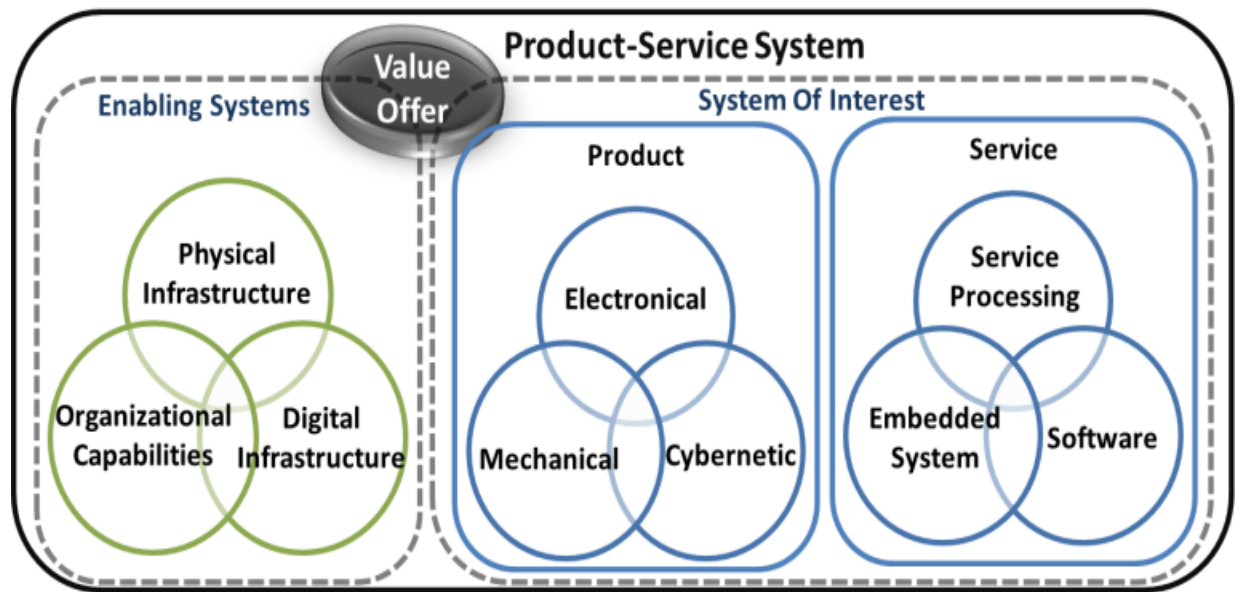 Product-Service System
Value
Offer
Enabling Systems
Physical
Infrastructure
Organizational
Capabilities
Digital
Infrastructure
System Of Interest
Product
Electronical
Mechanical
Cybernetic
Service
Service
Processing
Embedded
System
Software